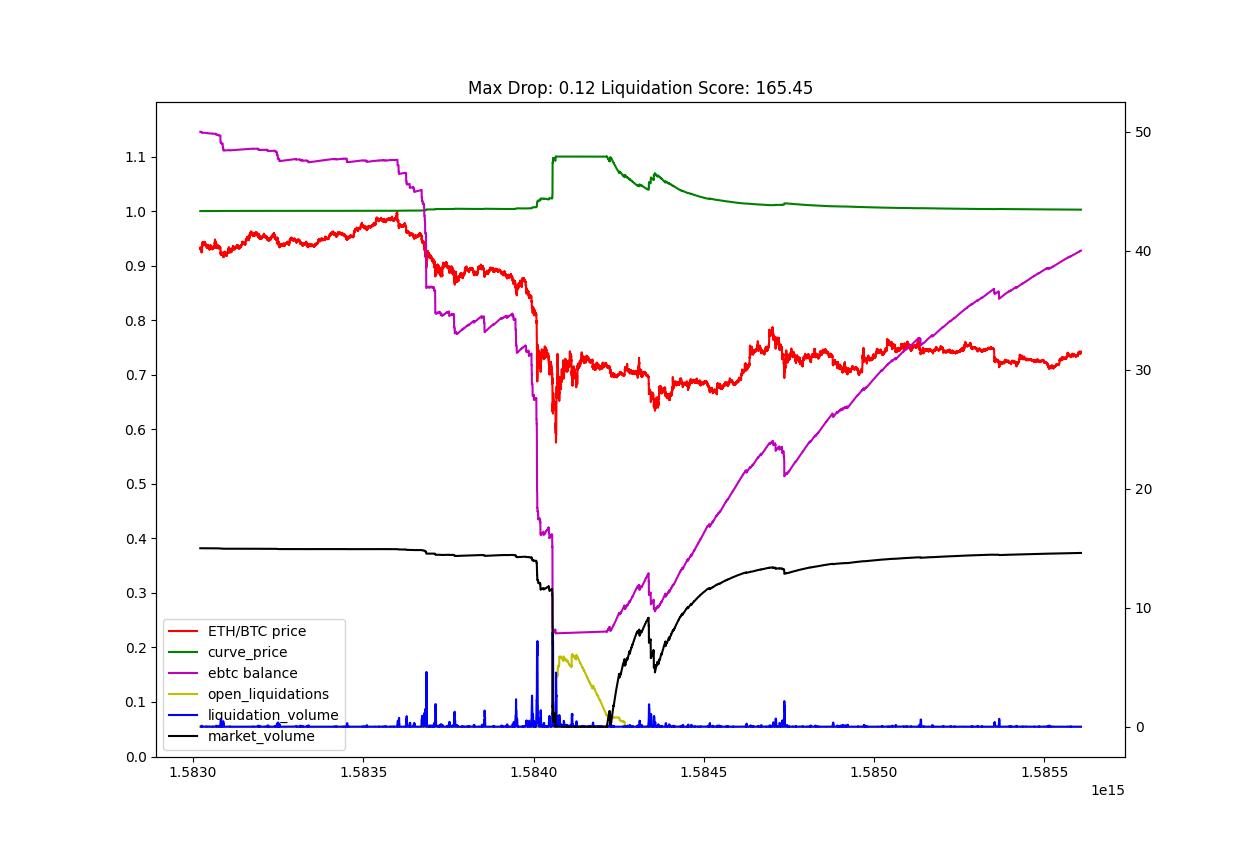 Max Drop: 0.12 Liquidation Score: 165.45
1.1
1.0
0.9
0.8
0.7
0.6
0.5
0.4
0.3
0.2
0.1
0.0
50
40
30
20
10
0
ETH/BTC price
curve_price
ebtc balance
open_liquidations
liquidation_volume
market_volume
1.5830 1.5835 1.5840 1.5845 1.5850 1.5855
1e15